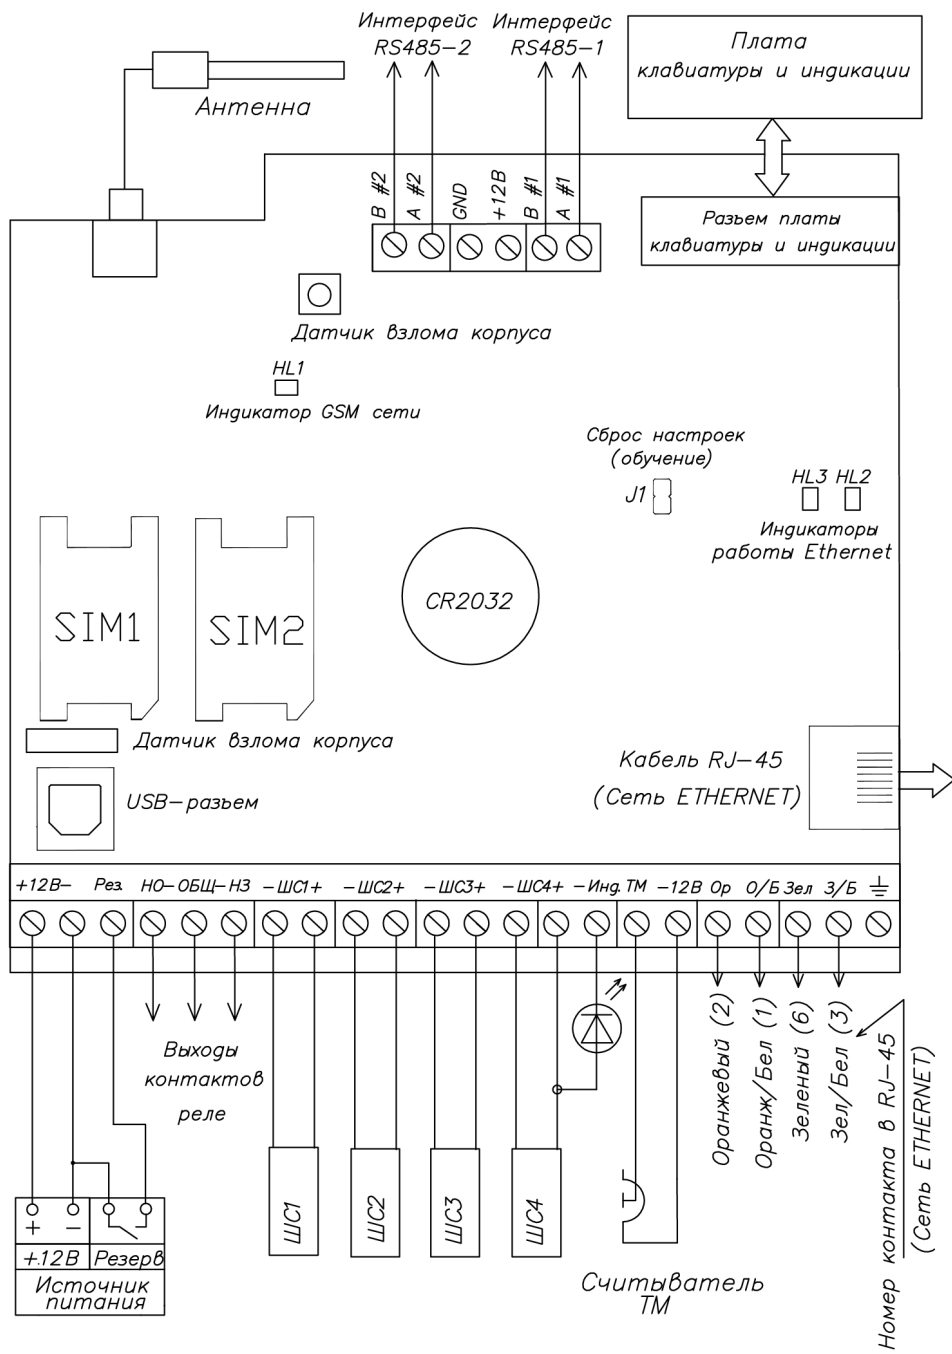 Интерфейс
RS485-2
Интерфейс
RS485-1
Плата
клавиатуры и индикации
Антенна
B #2
A #2
GND
+12В
B #1
A #1
Разъем платы
клавиатуры и индикации
Датчик взлома корпуса
HL1
Индикатор GSM сети
Сброс настроек
(обучение)
J1
HL3 HL2
Индикаторы
работы Ethernet
SIM1
SIM2
CR2032
Датчик взлома корпуса
USB-разъем
Кабель RJ-45
(Сеть ETHERNET)
+12В- Рез. НО- ОБЩ- НЗ -ШС1+ -ШС2+ -ШС3+ -ШС4+ -Инд. ТМ -12В Ор О/Б Зел З/Б
Выходы
контактов
реле
Оранжевый (2)
Оранж/Бел (1)
Зеленый (6)
Зел/Бел (3)
Номер контакта в RJ-45
(Сеть ETHERNET)
ШС1
ШС2
ШС3
ШС4
+ -
+.12В Резерв
Источник
питания
Считыватель
ТМ